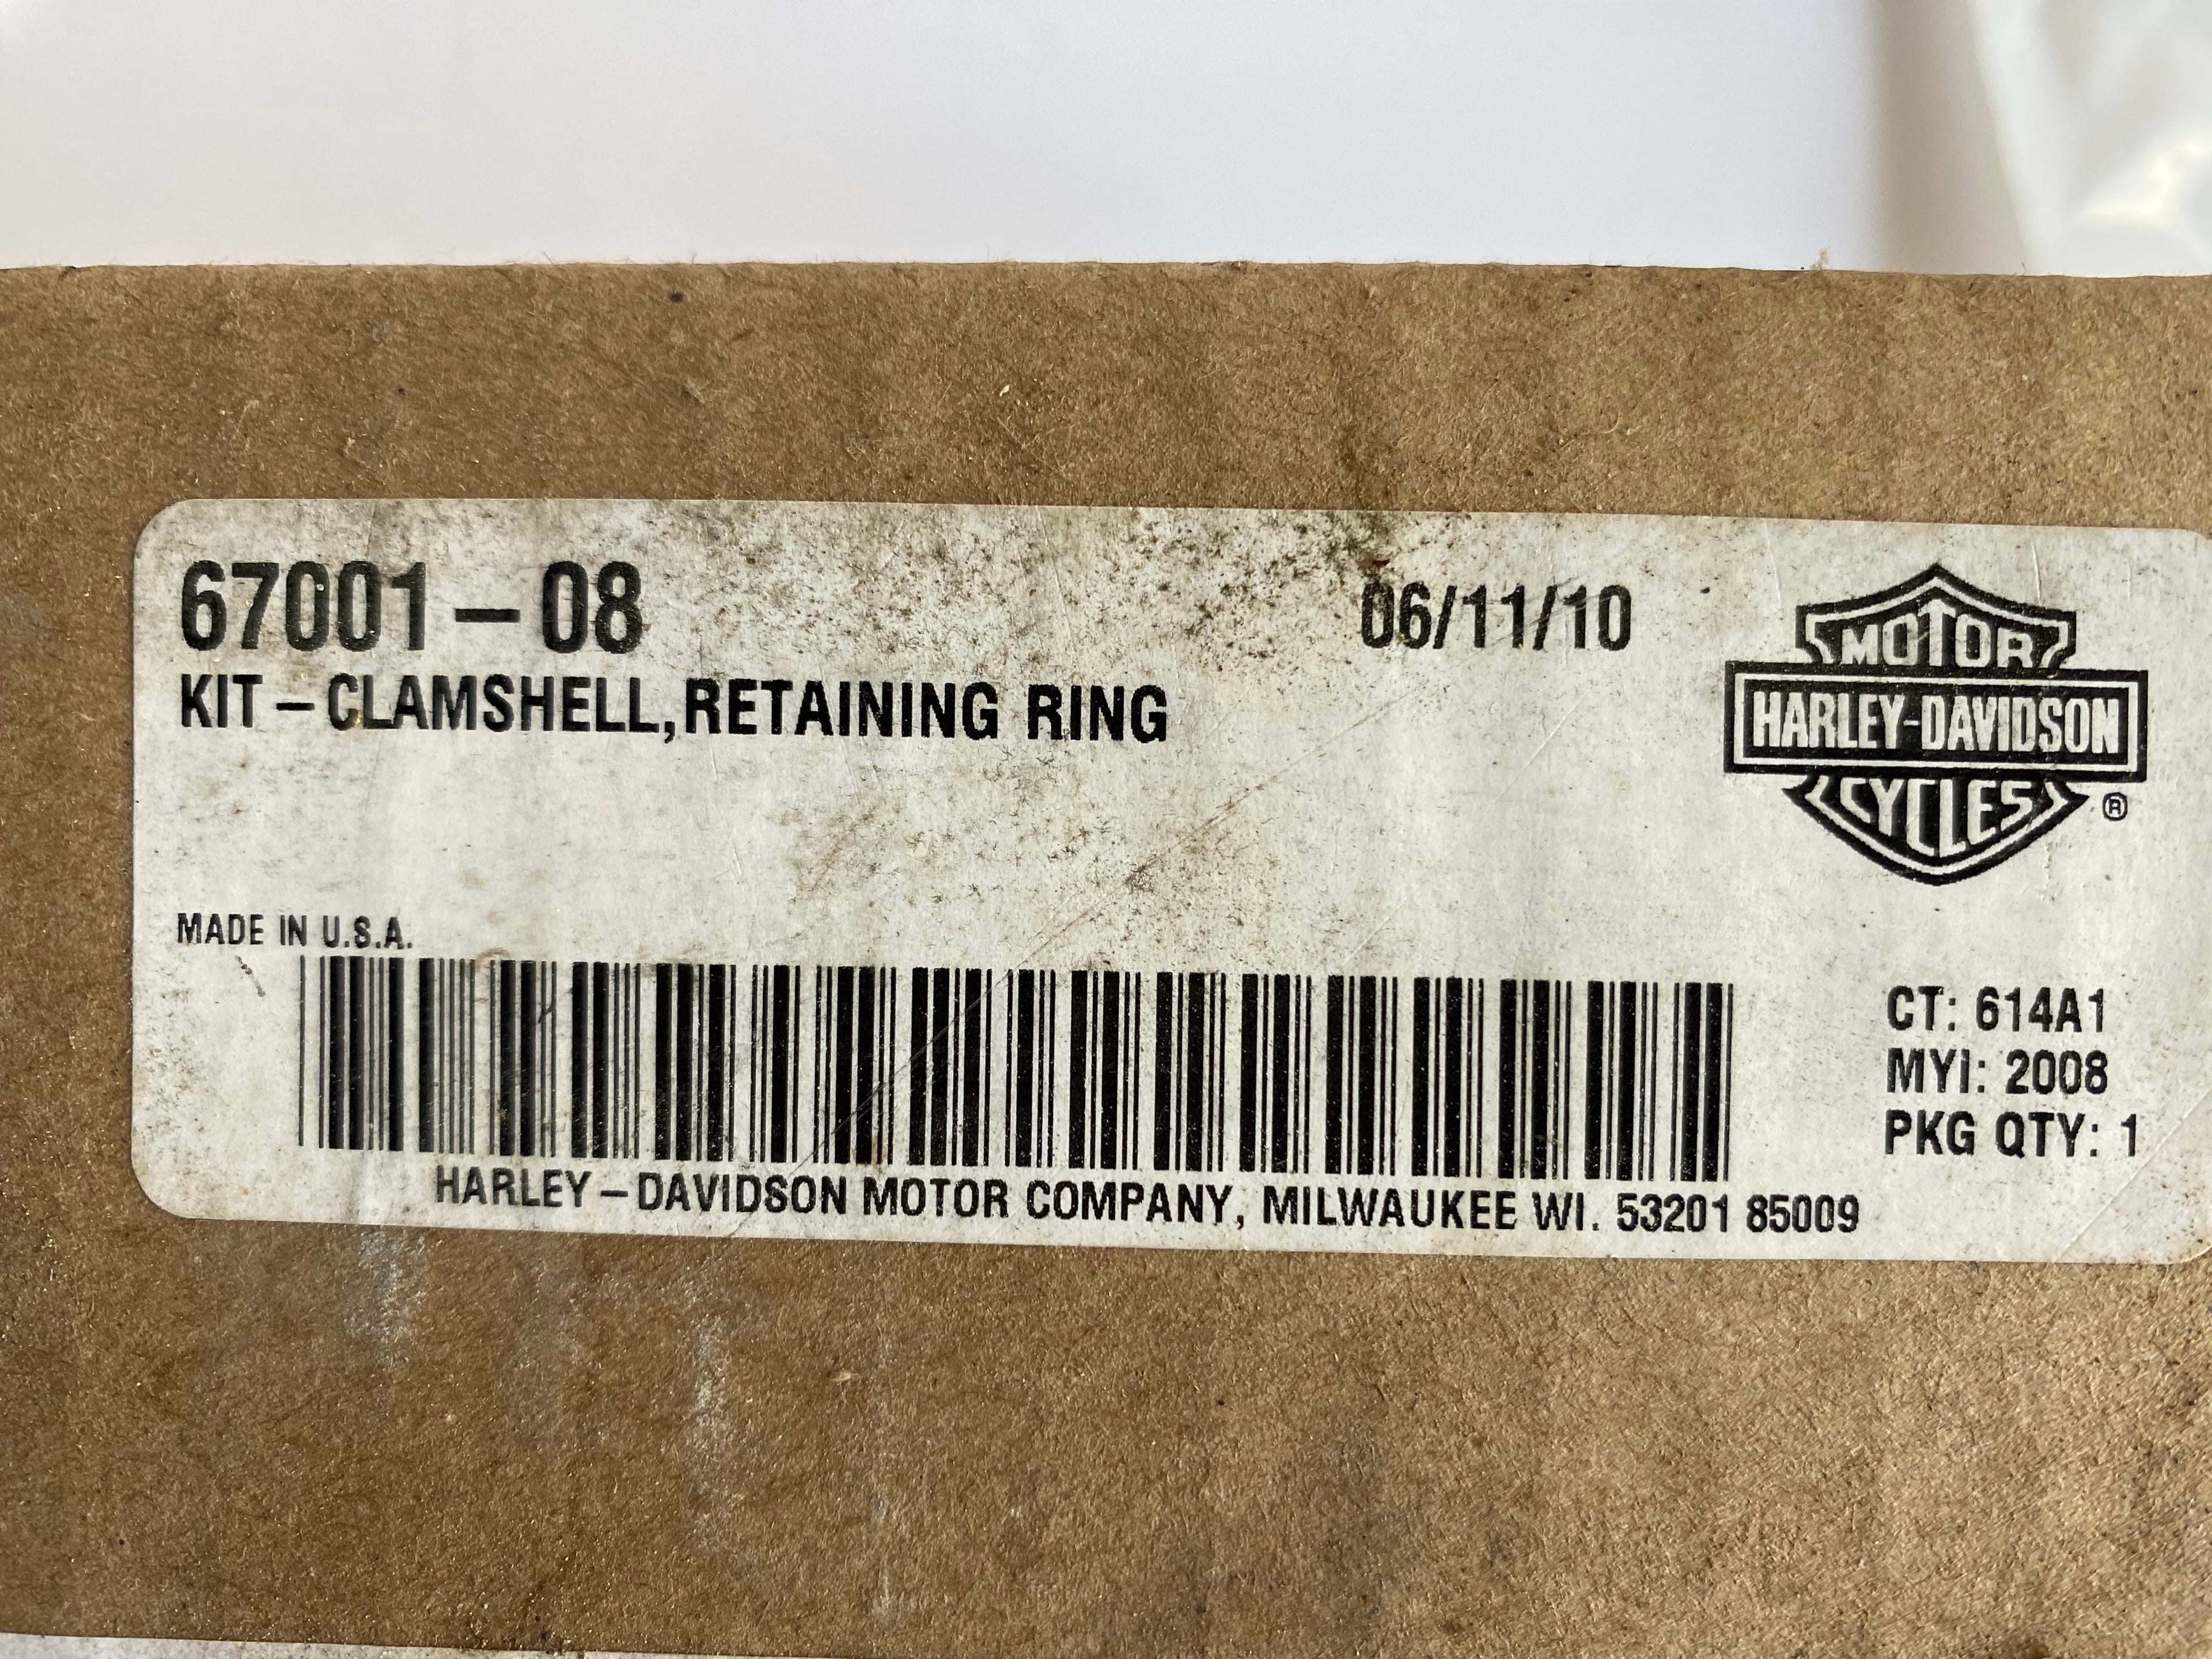 67001-08
06/11/10
KIT-CLAMSHELL,RETAINING RING
MOTOR
HARLEY-DAVIDSON
CYCLES
®
MADE IN U.S.A.
CT: 614A1
MYI: 2008
PKG QTY: 1
HARLEY-DAVIDSON MOTOR COMPANY, MILWAUKEE WI. 53201 85009